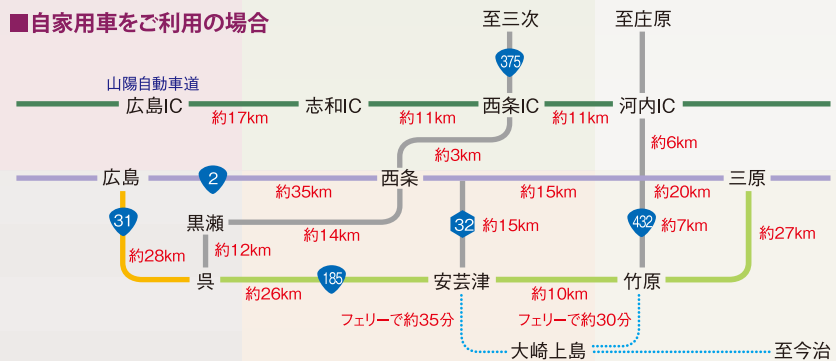 ■自家用車をご利用の場合
至三次
至庄原
375
山陽自動車道
広島IC
志和IC
西条IC
河内IC
約17km
約11km
約11km
約6km
約3km
広島
2
西条
三原
約35km
約15km
約20km
31
黒瀬
32
約15km
432
約7km
約27km
約14km
約28km
約12km
呉
185
安芸津
竹原
約26km
約10km
フェリーで約35分
フェリーで約30分
大崎上島
至今治